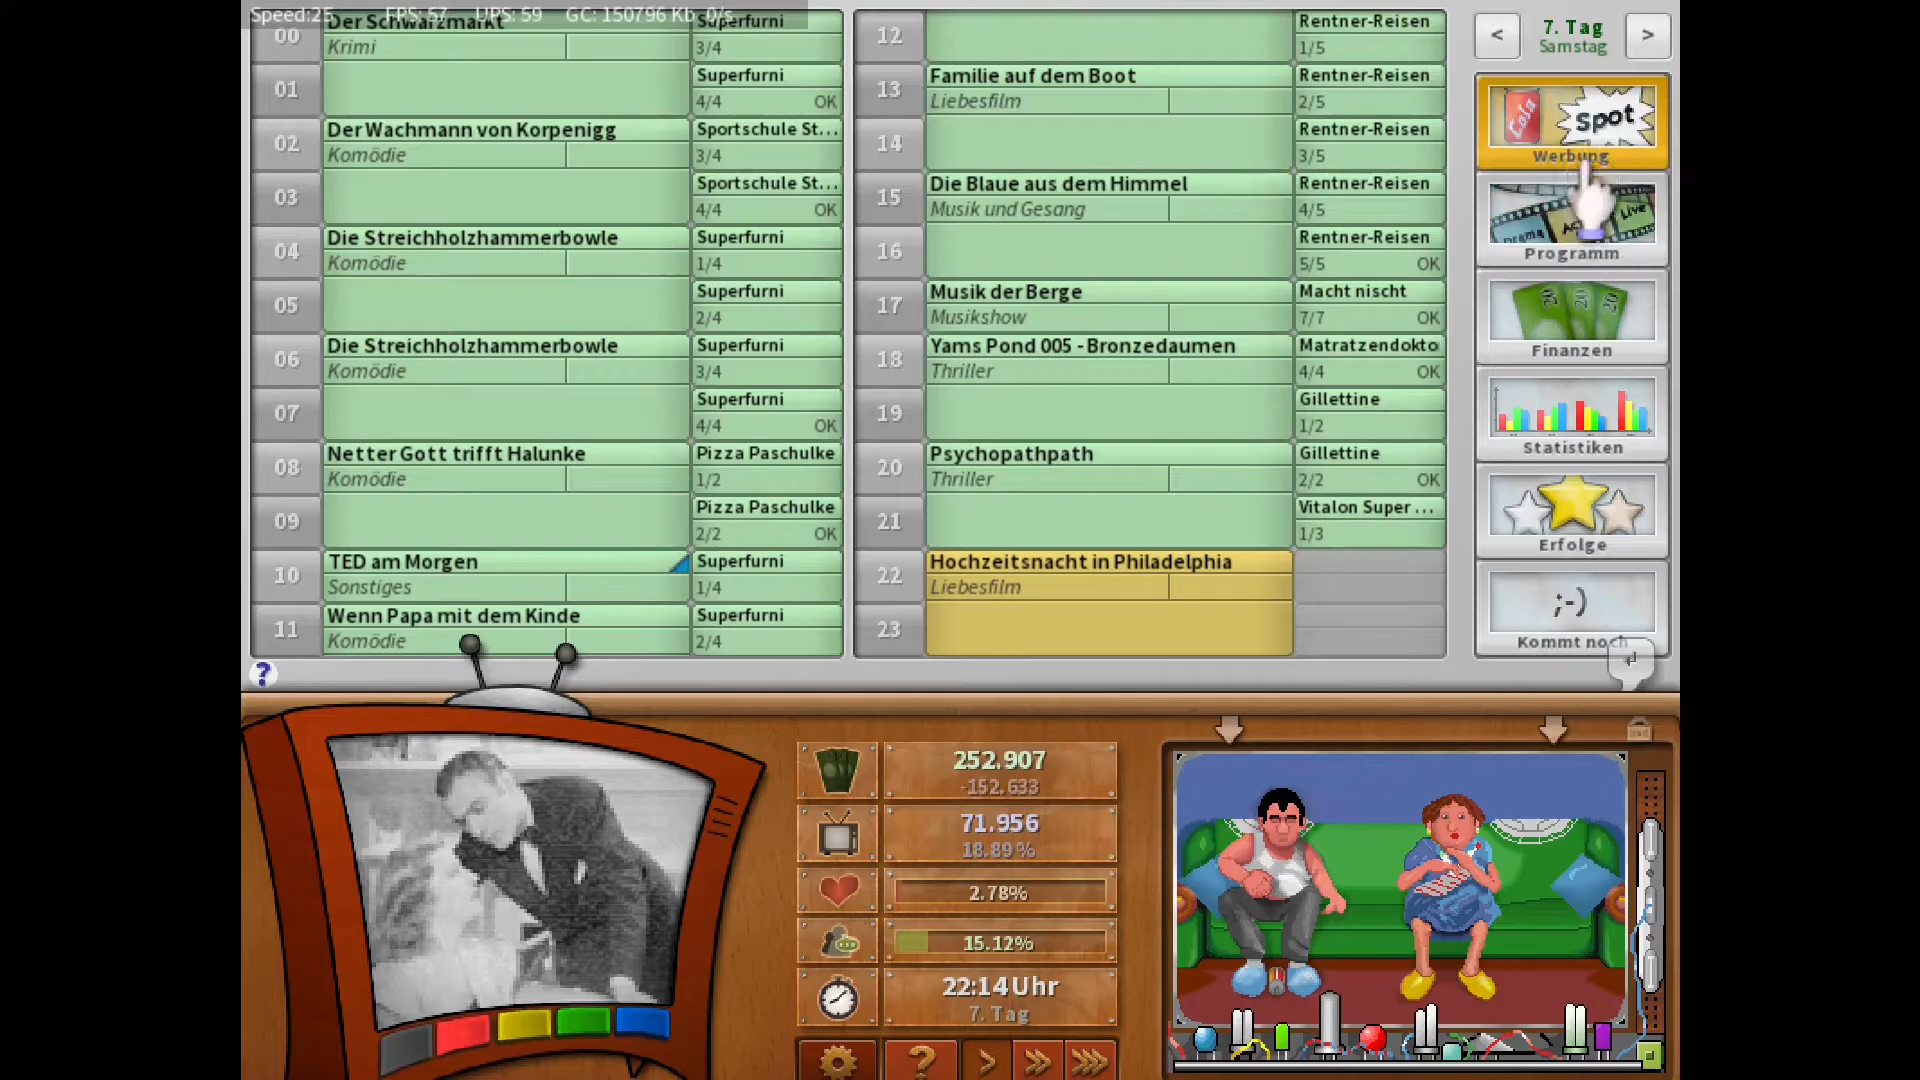 Speed:25 FPS: 57 UPS: 59 GC: 150796 Kb 0/s
00 Der Schwarzmarkt Superfurni
Krimi 3/4
01 Superfurni
4/4 OK
02 Der Wachmann von Korpenigg Sportschule St...
Komödie 3/4
03 Sportschule St...
4/4 OK
04 Die Streichholzhammerbowle Superfurni
Komödie 1/4
05 Superfurni
2/4
06 Die Streichholzhammerbowle Superfurni
Komödie 3/4
07 Superfurni
4/4 OK
08 Netter Gott trifft Halunke Pizza Paschulke
Komödie 1/2
09 Pizza Paschulke
2/2 OK
10 TED am Morgen Superfurni
Sonstiges 1/4
11 Wenn Papa mit dem Kinde Superfurni
Komödie 2/4
12 Rentner-Reisen
1/5
13 Familie auf dem Boot Rentner-Reisen
Liebesfilm 2/5
14 Rentner-Reisen
3/5
15 Die Blaue aus dem Himmel Rentner-Reisen
Musik und Gesang 4/5
16 Rentner-Reisen
5/5 OK
17 Musik der Berge Macht nischt
Musikshow 7/7 OK
18 Yams Pond 005 - Bronzedaumen Matratzendokto
Thriller 4/4 OK
19 Gillettine
1/2
20 Psychopathpath Gillettine
Thriller 2/2 OK
21 Vitalon Super ...
1/3
22 Hochzeitsnacht in Philadelphia
Liebesfilm
23
< 7. Tag >
Samstag
Cola Spot
Werbung
Drama Live
Programm
20 20 20
Finanzen
Statistiken
Erfolge
;-)
Kommt noch
?
252.907
-152.633
71.956
18.89%
2.78%
15.12%
22:14 Uhr
7. Tag
?